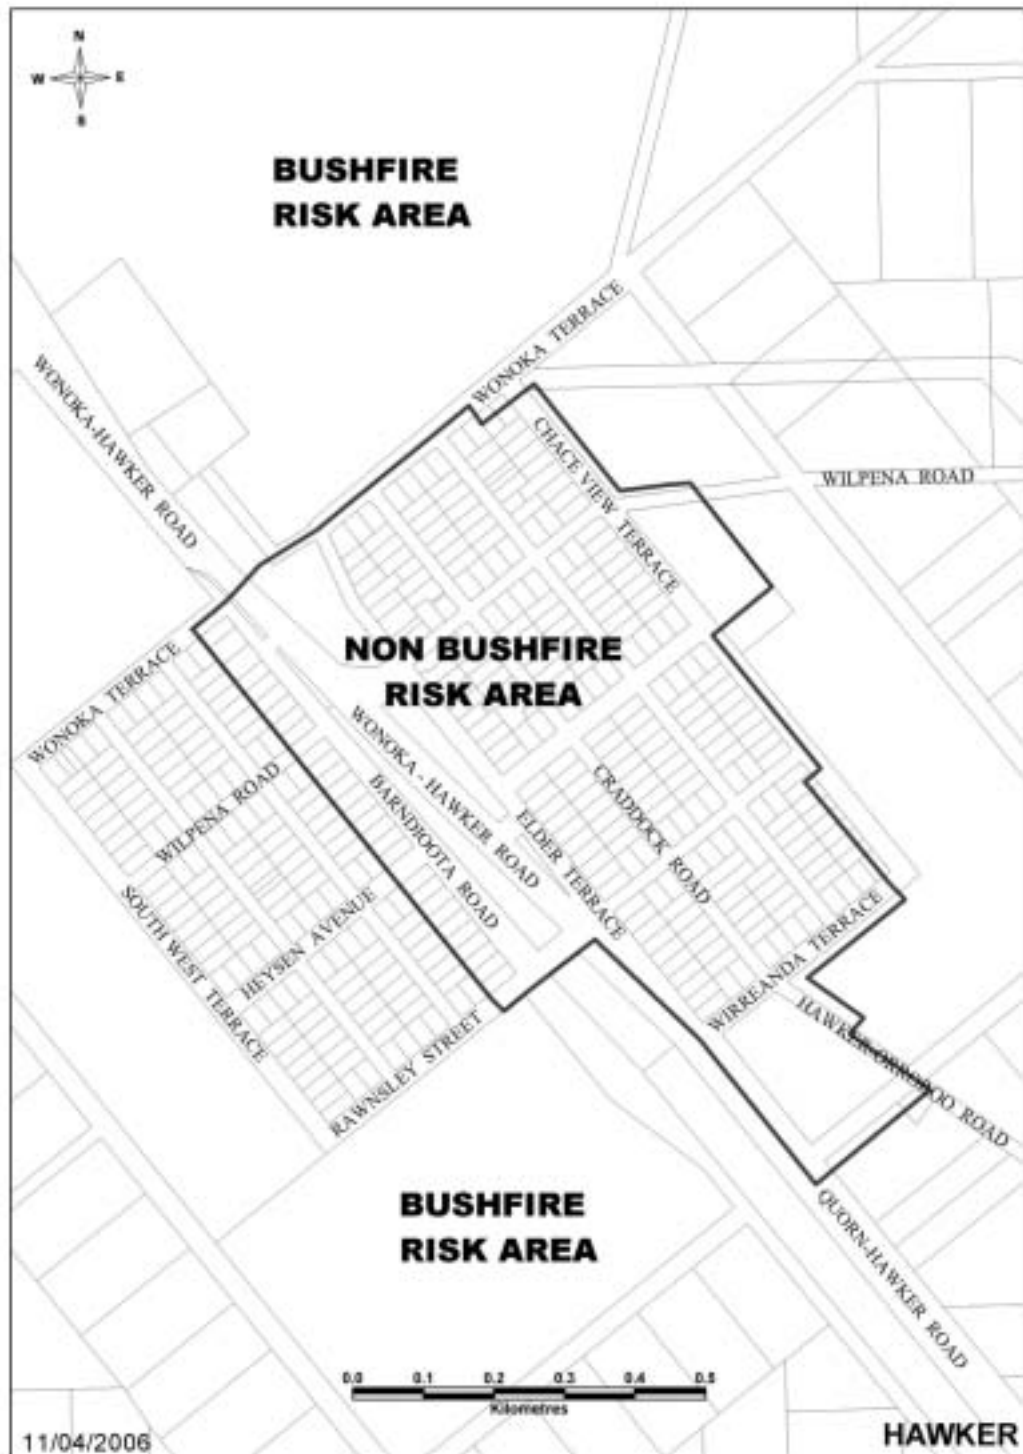 N
W E
S
BUSHFIRE
RISK AREA
WONOKA TERRACE
WONOKA-HAWKER ROAD
CHACE VIEW TERRACE
WILPENA ROAD
NON BUSHFIRE
RISK AREA
WONOKA TERRACE
WONOKA - HAWKER ROAD
WILPENA ROAD
BARNDIOOTA ROAD
ELDER TERRACE
CRADDOCK ROAD
SOUTH WEST TERRACE
HEYSEN AVENUE
WIRREANDA TERRACE
RAWNSLEY STREET
HAWKER-ORROROO ROAD
BUSHFIRE
RISK AREA
QUORN-HAWKER ROAD
0.0 0.1 0.2 0.3 0.4 0.5
Kilometres
11/04/2006
HAWKER